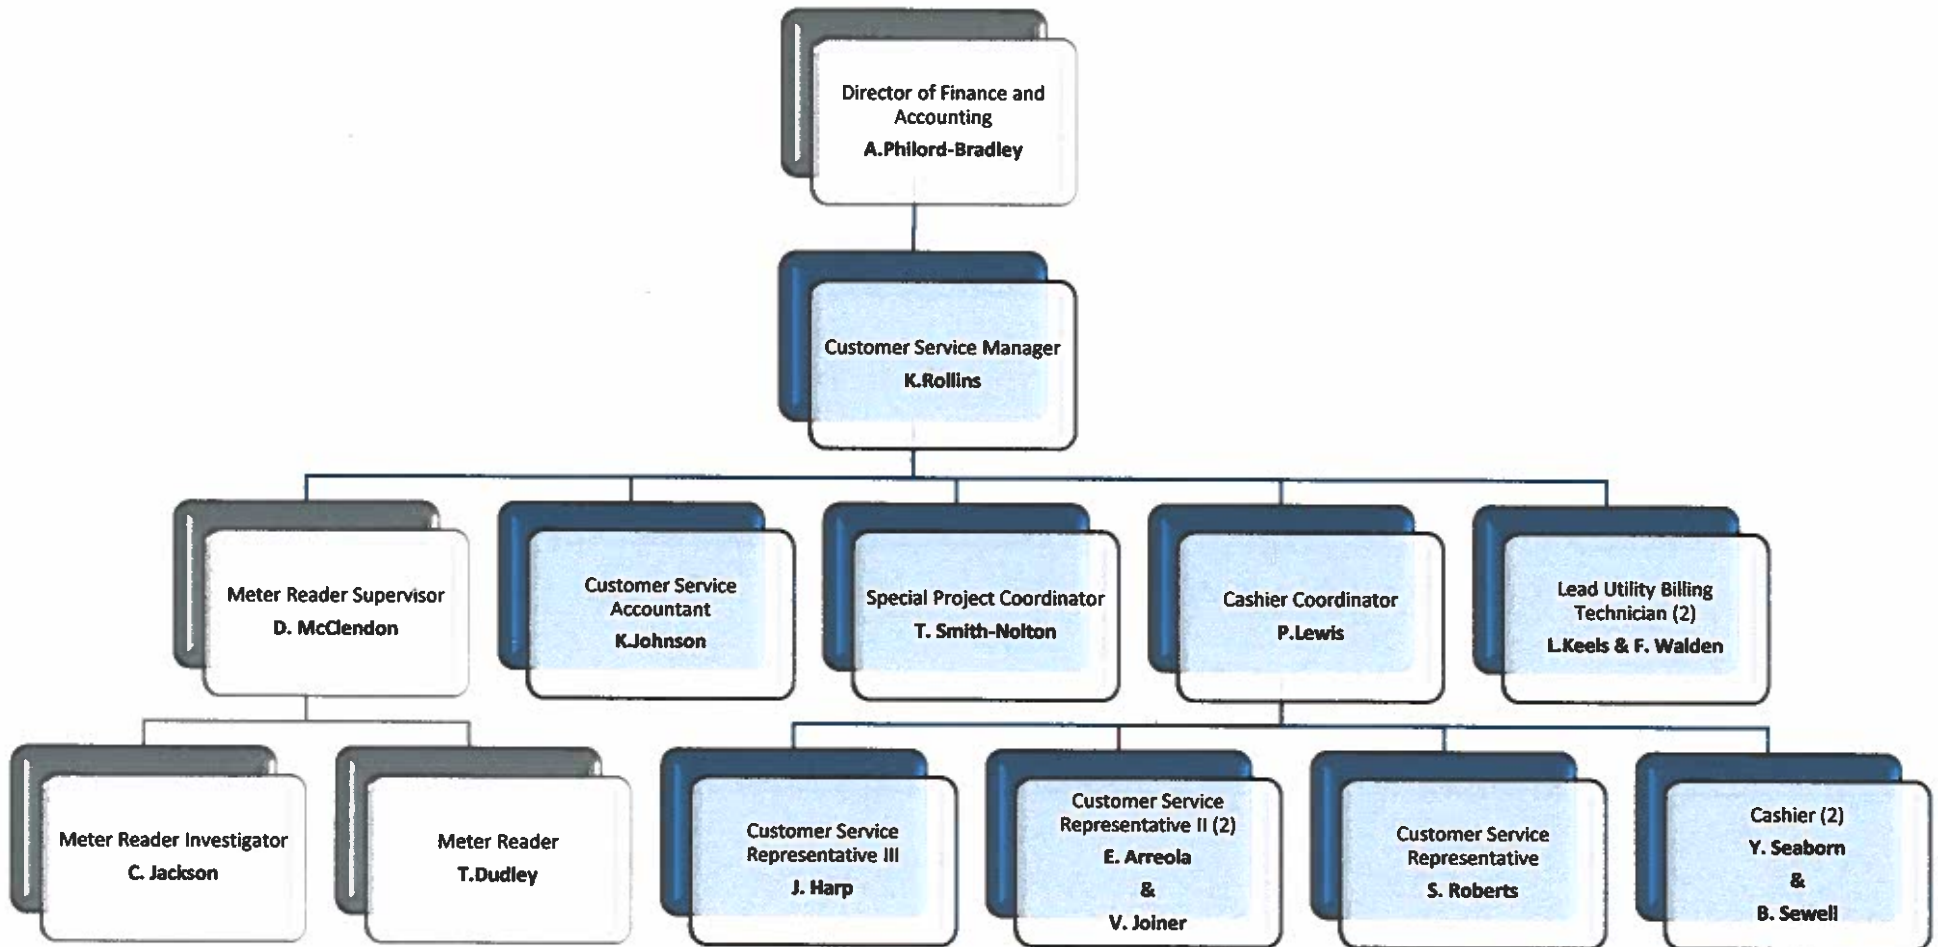 Director of Finance and
Accounting
A.Philord-Bradley
Customer Service Manager
K.Rollins
Meter Reader Supervisor
D. McClendon
Customer Service
Accountant
K.Johnson
Special Project Coordinator
T. Smith-Nolton
Cashier Coordinator
P.Lewis
Lead Utility Billing
Technician (2)
L.Keels & F. Walden
Meter Reader Investigator
C. Jackson
Meter Reader
T.Dudley
Customer Service
Representative III
J. Harp
Customer Service
Representative II (2)
E. Arreola
&
V. Joiner
Customer Service
Representative
S. Roberts
Cashier (2)
Y. Seaborn
&
B. Sewell